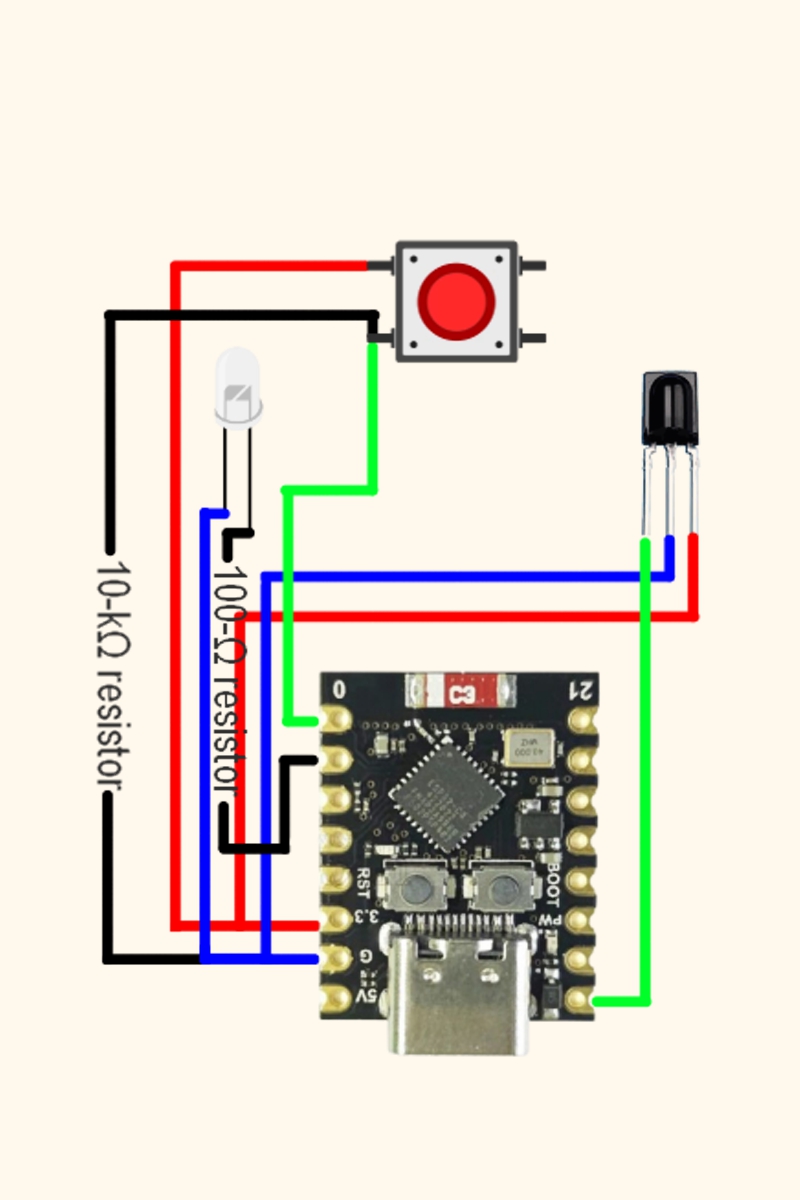 10-kΩ resistor
100-Ω resistor
0
C3
21
RST
BOOT
3.3
PW
G
5V